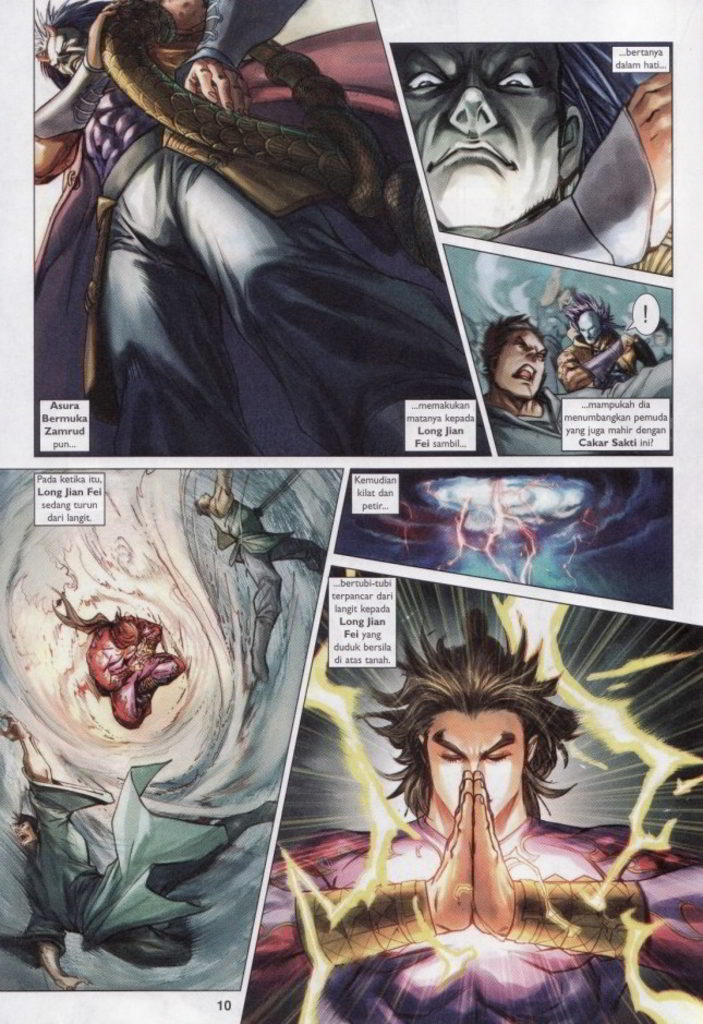 Asura
Bermuka
Zamrud
pun...
...memakukan
matanya kepada
Long Jian
Fei sambil...
...bertanya
dalam hati...
!
...mampukah dia
menumbangkan pemuda
yang juga mahir dengan
Cakar Sakti ini?
Pada ketika itu,
Long Jian Fei
sedang turun
dari langit.
Kemudian
kilat dan
petir...
...bertubi-tubi
terpancar dari
langit kepada
Long Jian
Fei yang
duduk bersila
di atas tanah.
10